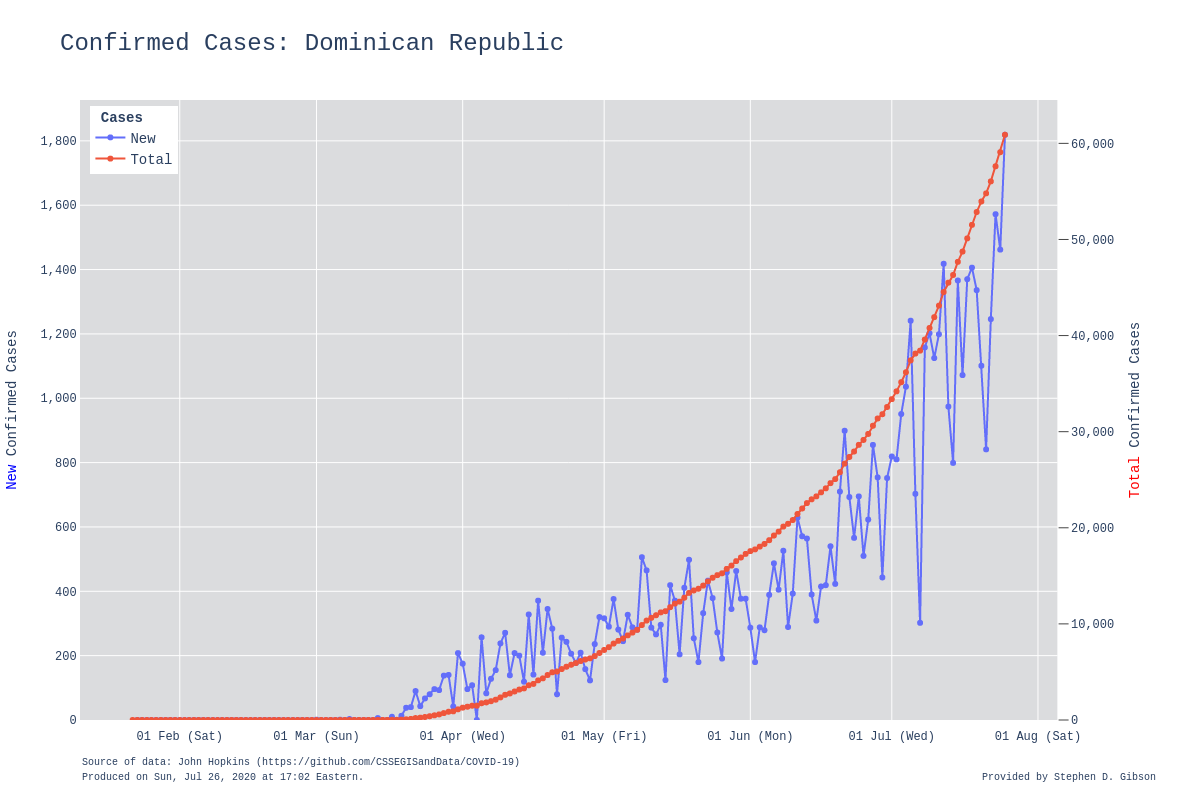 Confirmed Cases: Dominican Republic
Cases
New
Total
1,800
1,600
1,400
1,200
1,000
800
600
400
200
0
New Confirmed Cases
60,000
50,000
40,000
30,000
20,000
10,000
0
Total Confirmed Cases
01 Feb (Sat)
01 Mar (Sun)
01 Apr (Wed)
01 May (Fri)
01 Jun (Mon)
01 Jul (Wed)
01 Aug (Sat)
Source of data: John Hopkins (https://github.com/CSSEGISandData/COVID-19)
Produced on Sun, Jul 26, 2020 at 17:02 Eastern.
Provided by Stephen D. Gibson